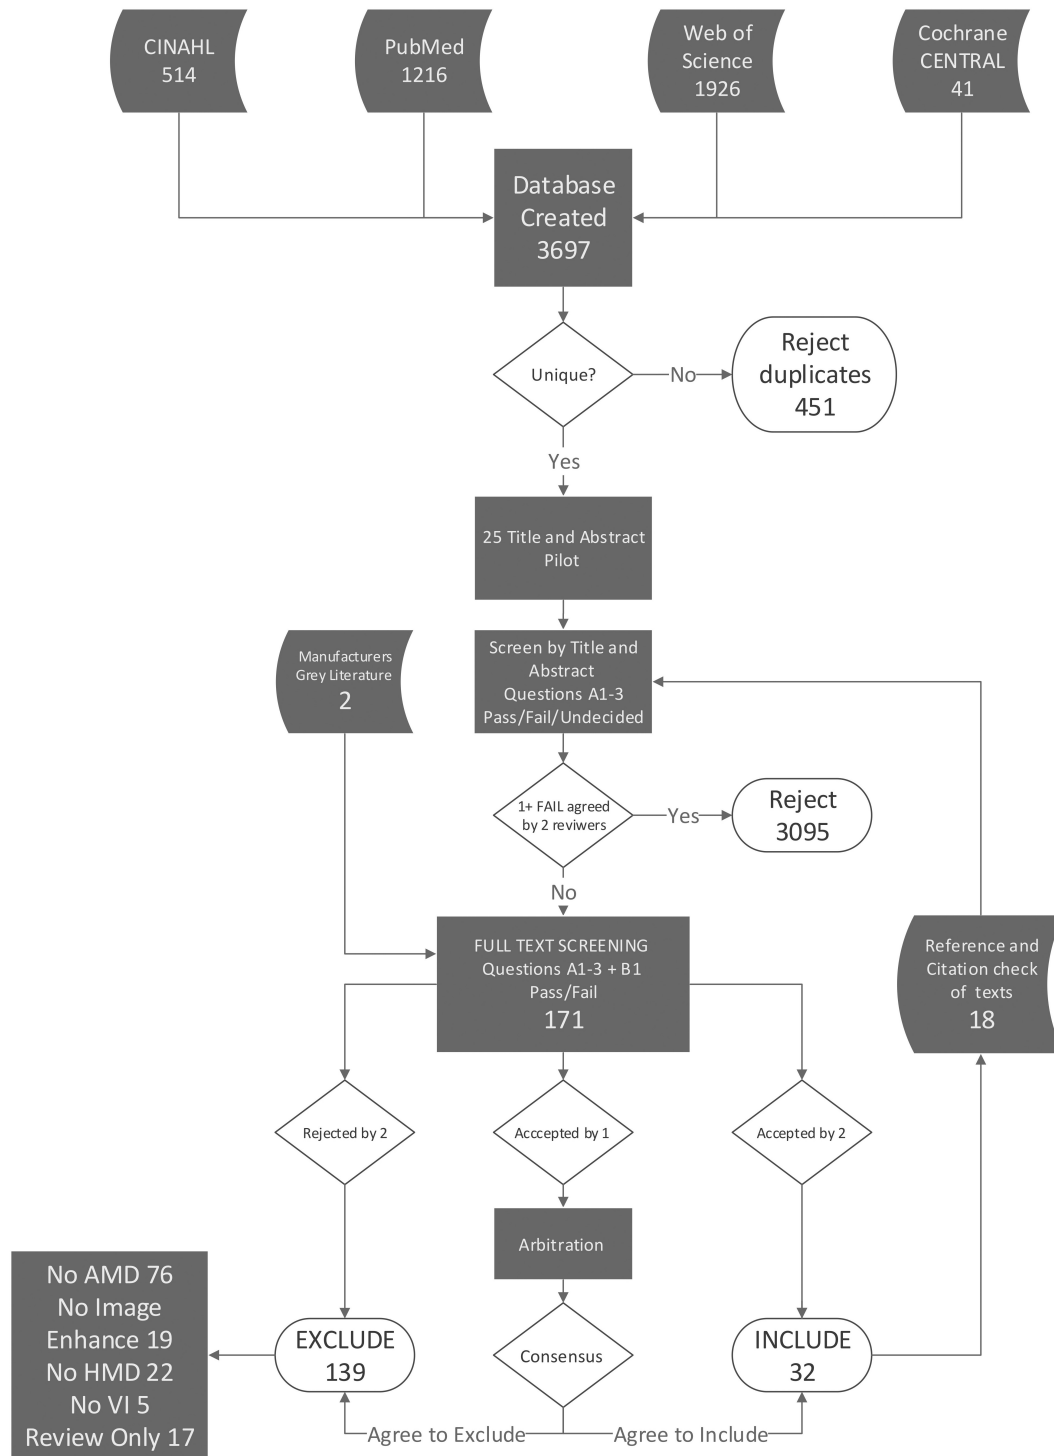 CINAHL
514
PubMed
1216
Web of
Science
1926
Cochrane
CENTRAL
41
Database
Created
3697
Unique?
No
Reject
duplicates
451
Yes
25 Title and Abstract
Pilot
Manufacturers
Grey Literature
2
Screen by Title and
Abstract
Questions A1-3
Pass/Fail/Undecided
1+ FAIL agreed
by 2 reviwers
Yes
Reject
3095
No
FULL TEXT SCREENING
Questions A1-3 + B1
Pass/Fail
171
Reference and
Citation check
of texts
18
Rejected by 2
Acccepted by 1
Accepted by 2
Arbitration
No AMD 76
No Image
Enhance 19
No HMD 22
No VI 5
Review Only 17
EXCLUDE
139
Consensus
INCLUDE
32
Agree to Exclude
Agree to Include